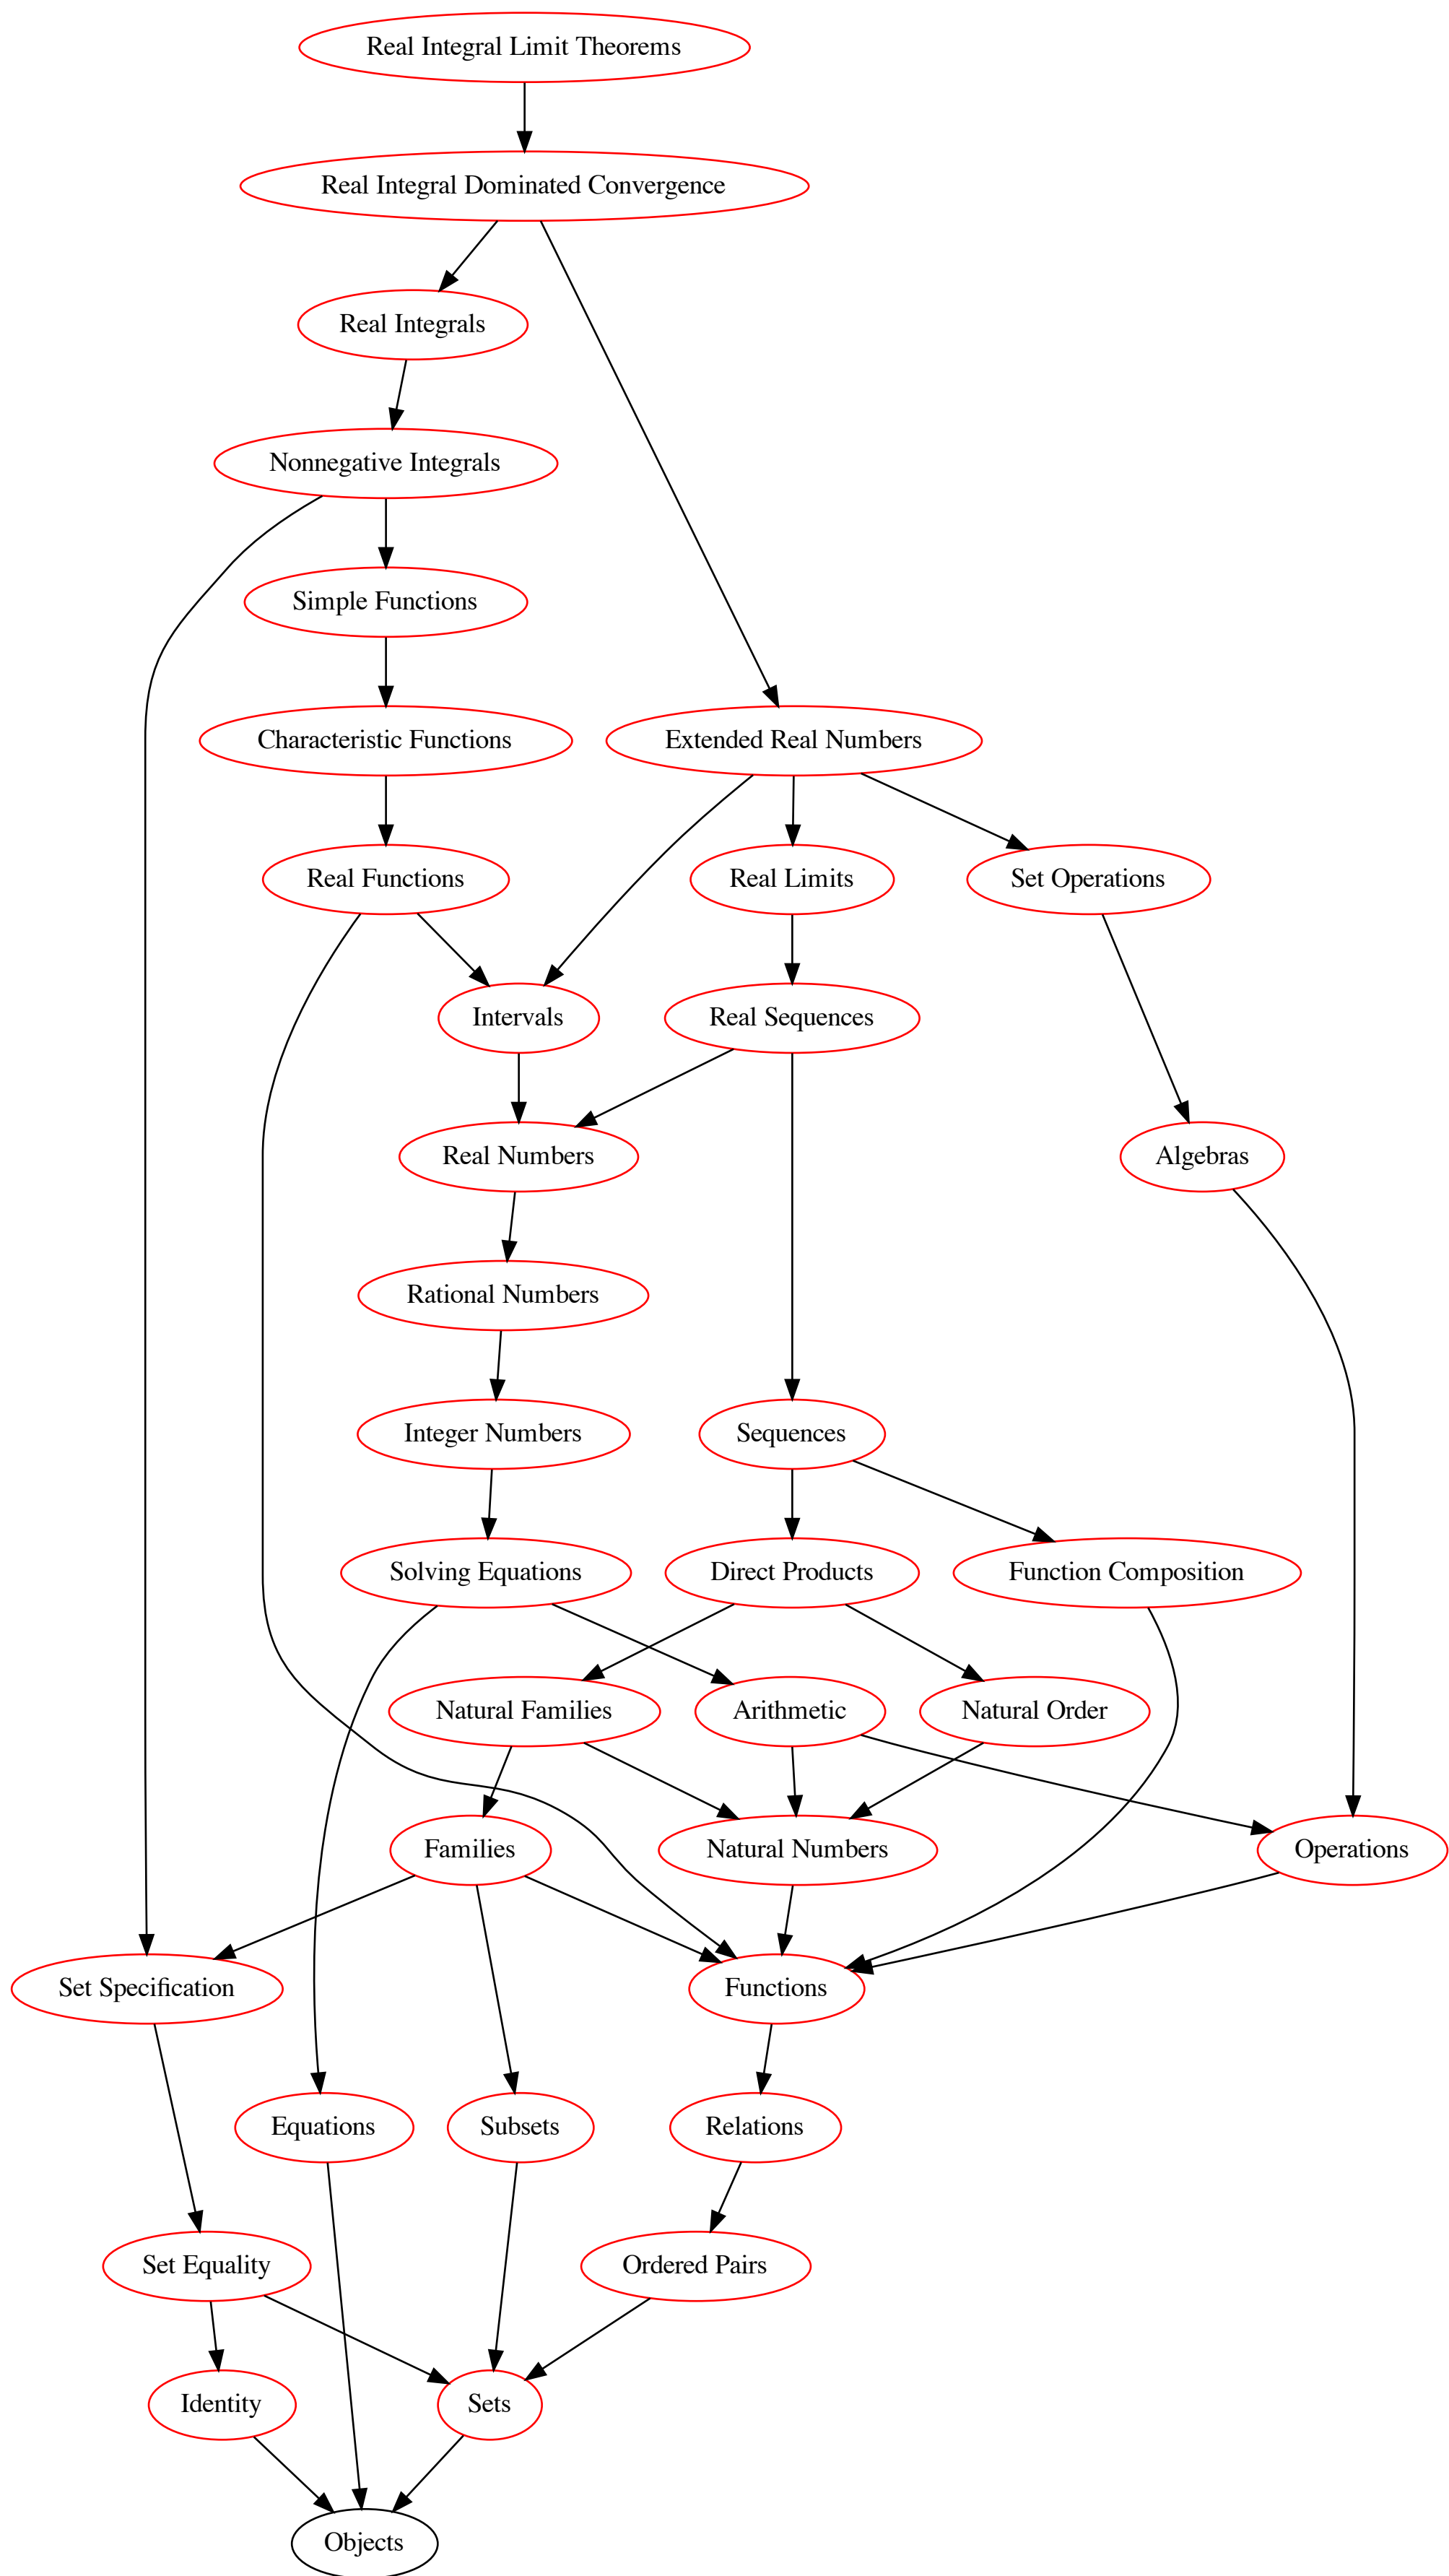 Real Integral Limit Theorems
Real Integral Dominated Convergence
Real Integrals
Nonnegative Integrals
Simple Functions
Characteristic Functions
Extended Real Numbers
Real Functions
Real Limits
Set Operations
Intervals
Real Sequences
Real Numbers
Algebras
Rational Numbers
Integer Numbers
Sequences
Solving Equations
Direct Products
Function Composition
Natural Families
Arithmetic
Natural Order
Families
Natural Numbers
Operations
Set Specification
Functions
Equations
Subsets
Relations
Set Equality
Ordered Pairs
Identity
Sets
Objects